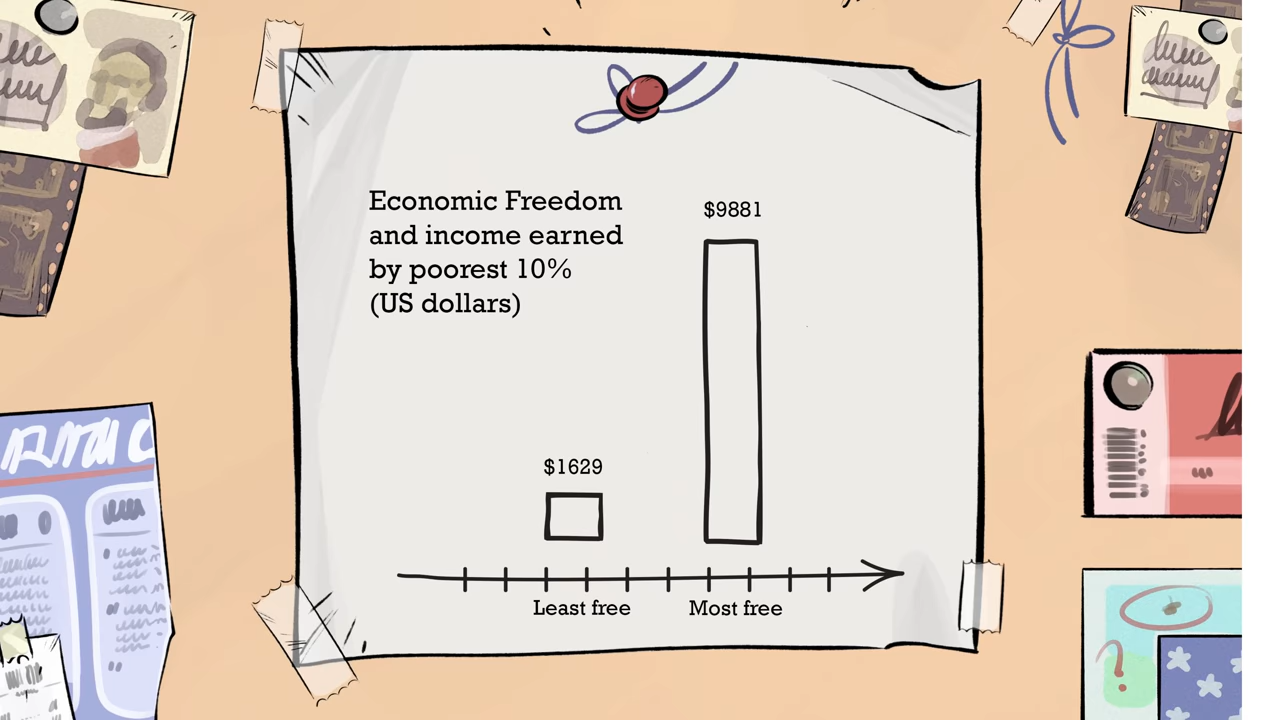 Economic Freedom
and income earned
by poorest 10%
(US dollars)
$9881
$1629
Least free
Most free